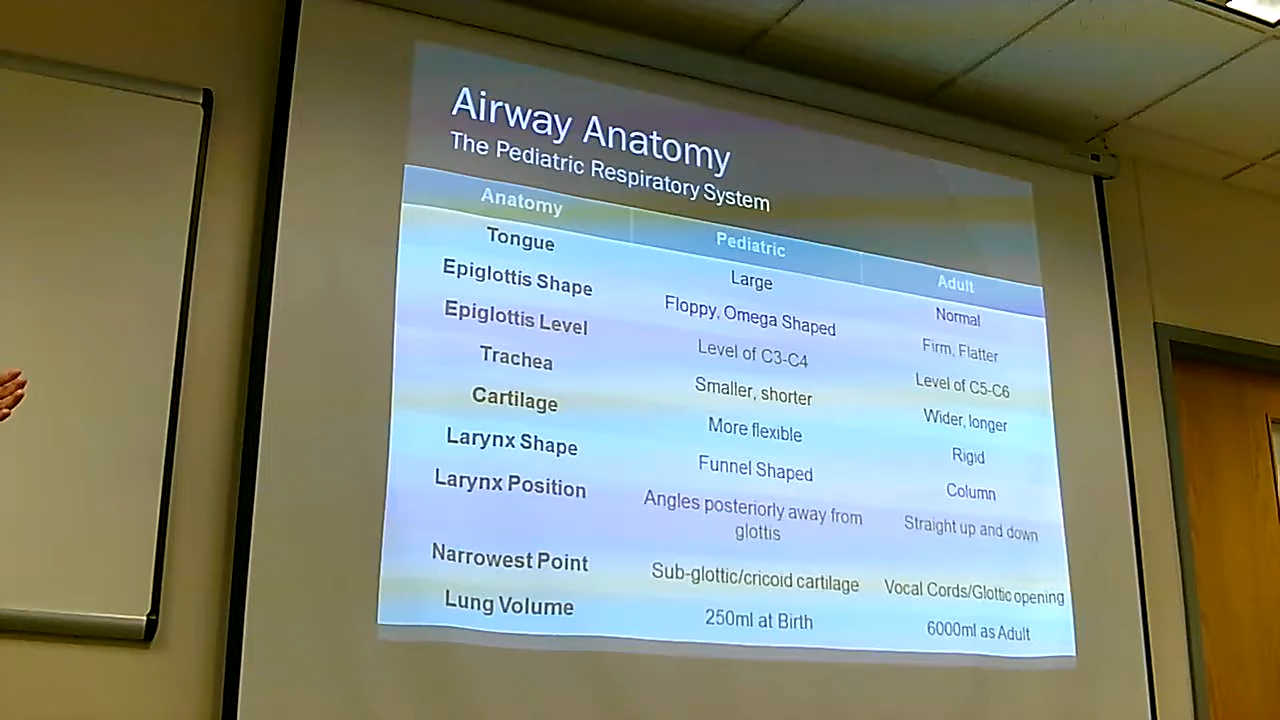 Airway Anatomy
The Pediatric Respiratory System
Anatomy Pediatric Adult
Tongue Large Normal
Epiglottis Shape Floppy, Omega Shaped Firm, Flatter
Epiglottis Level Level of C3-C4 Level of C5-C6
Trachea Smaller, shorter Wider, longer
Cartilage More flexible Rigid
Larynx Shape Funnel Shaped Column
Larynx Position Angles posteriorly away from Straight up and down
glottis
Narrowest Point Sub-glottic/cricoid cartilage Vocal Cords/Glottic opening
Lung Volume 250ml at Birth 6000ml as Adult